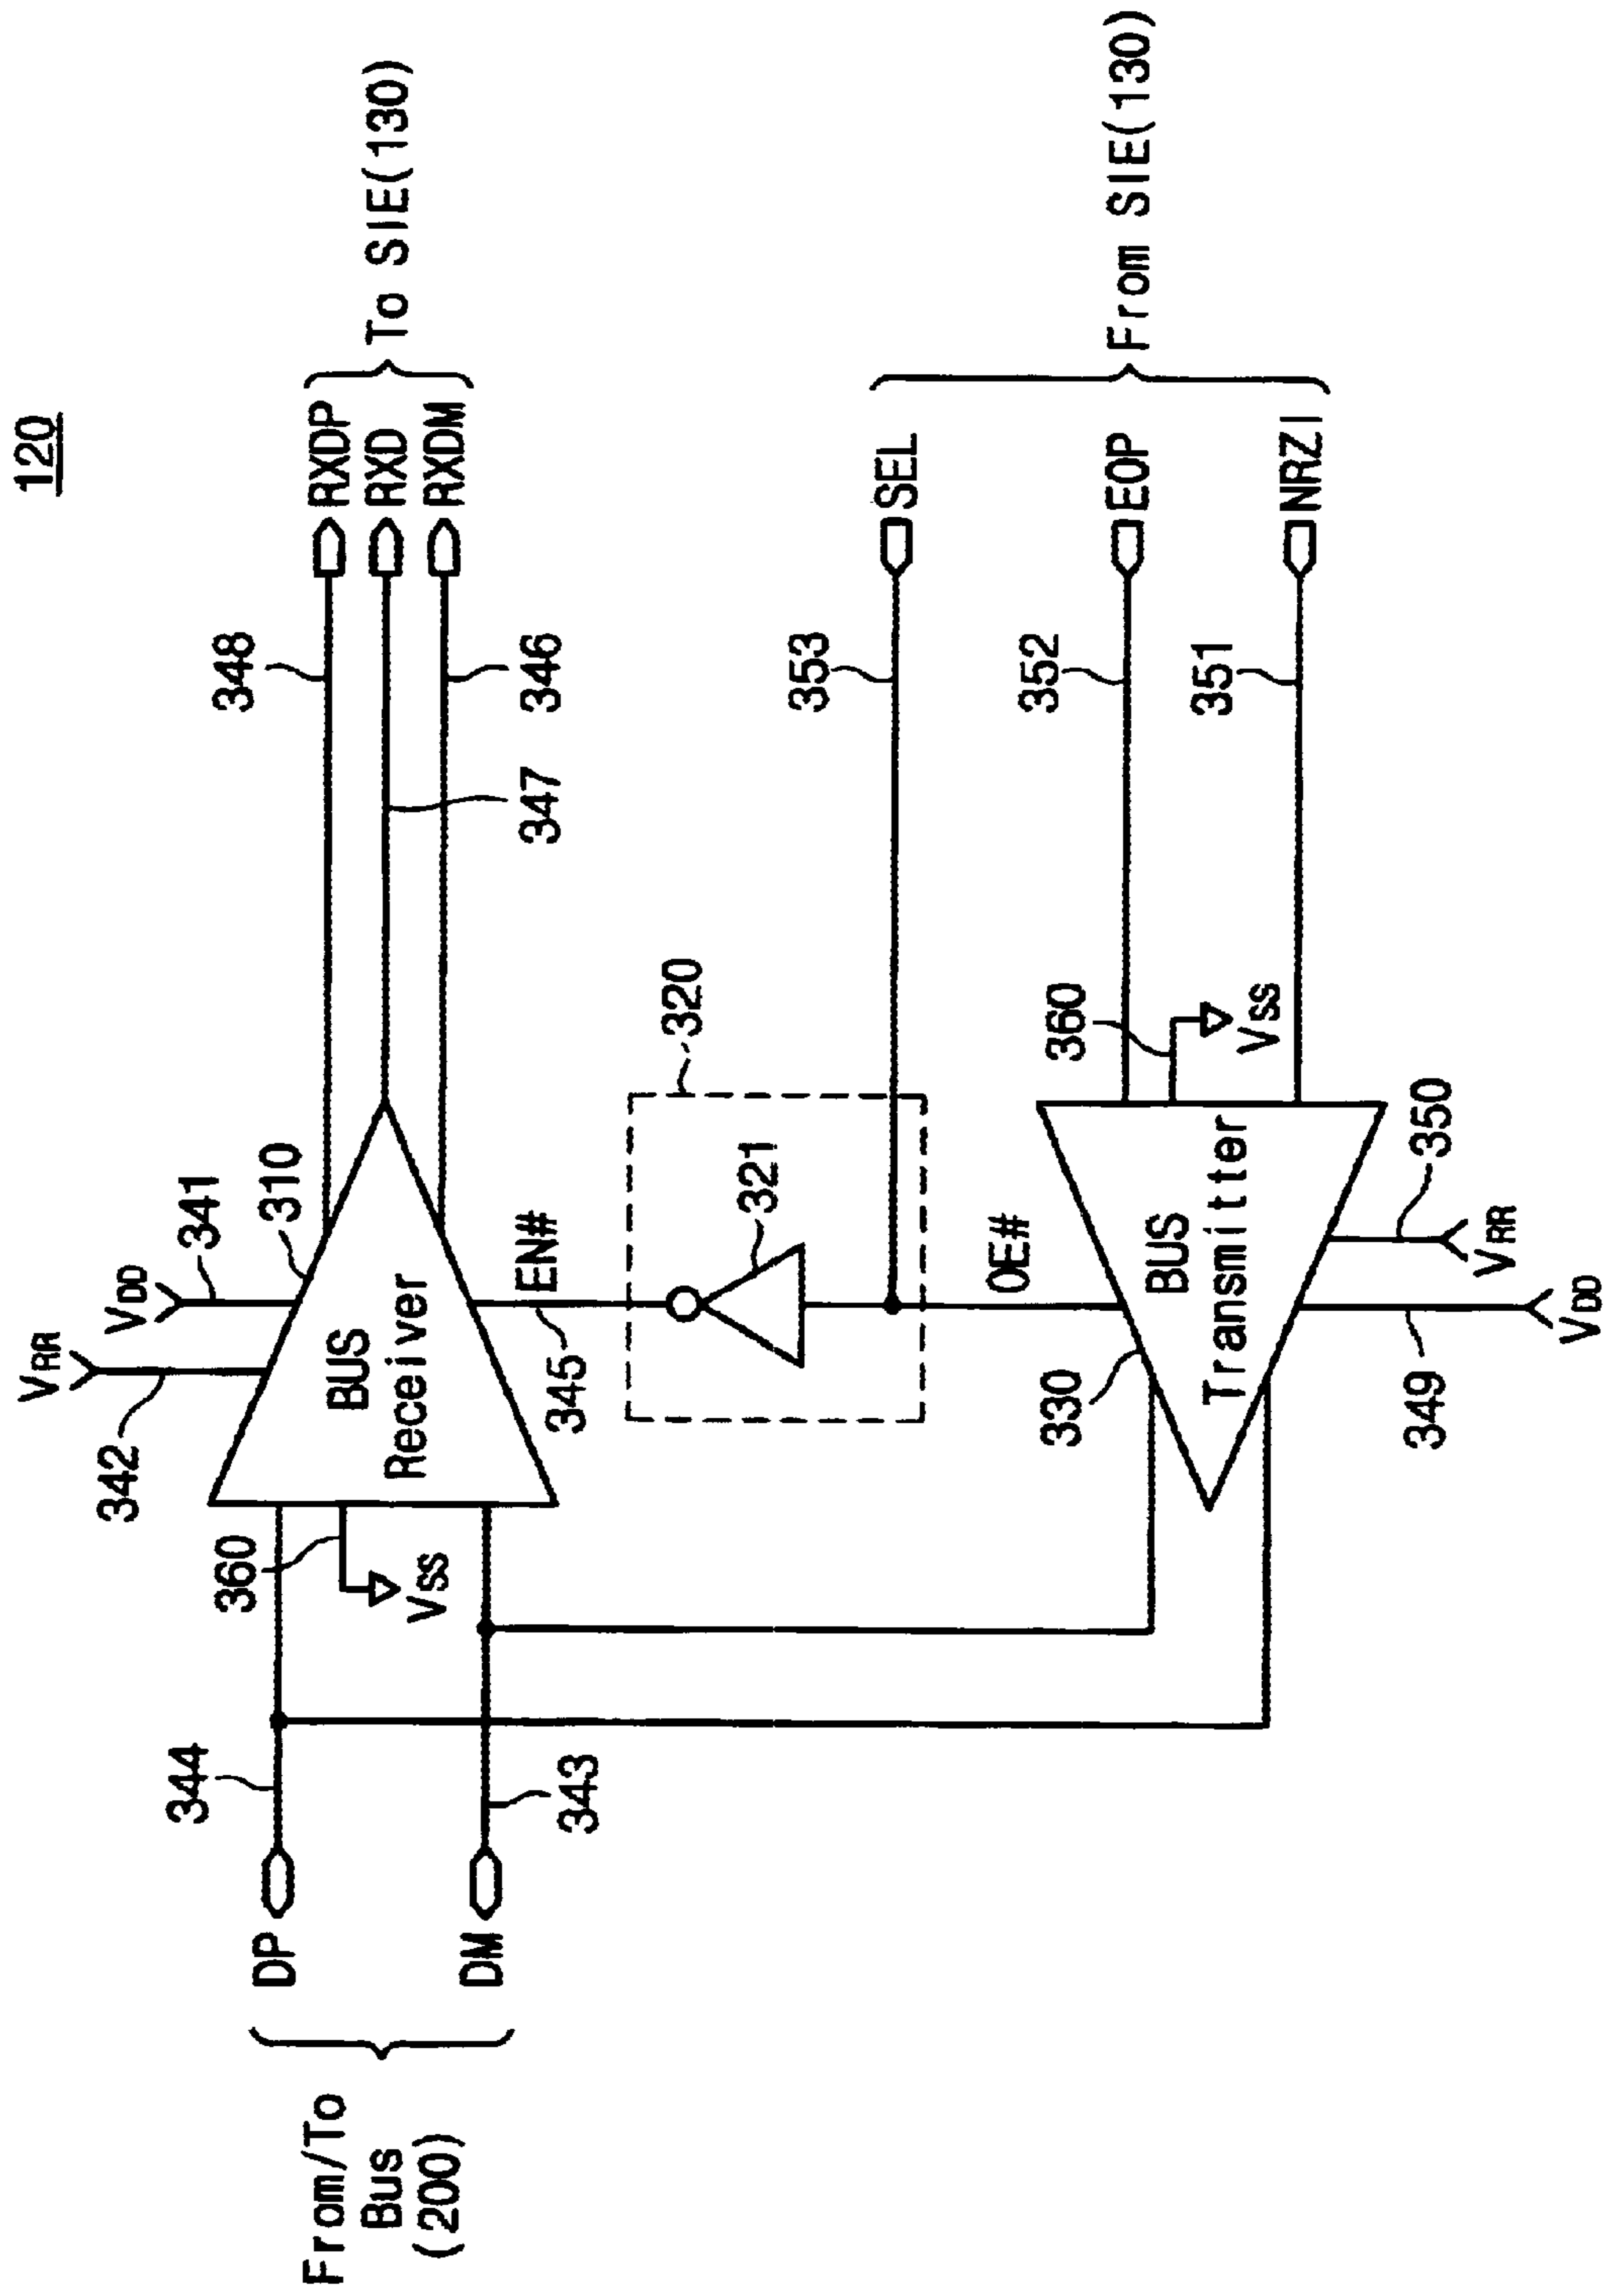 120
VRR
VDD
342
341
310
348
RXDP
RXD
RXDM
To SIE(130)
347
346
BUS
Receiver
360
VSS
344
DP
DM
343
From/To
Bus
(200)
EN#
345
320
321
353
SEL
OE#
330
BUS
Transmitter
360
VSS
352
EOP
351
NRZI
From SIE(130)
349
350
VRR
VDD